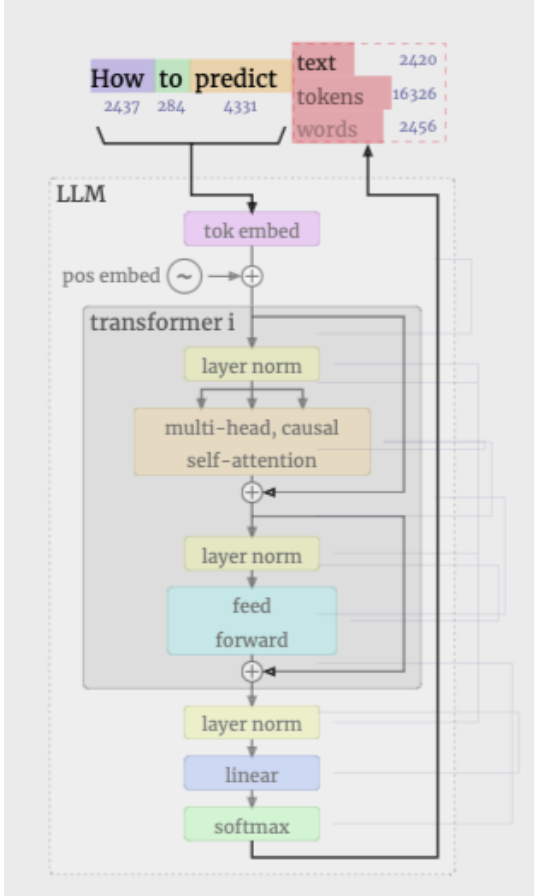 How to predict
2437 284 4331
text 2420
tokens 16326
words 2456
LLM
tok embed
pos embed ~ +
transformer i
layer norm
multi-head, causal
self-attention
+
layer norm
feed
forward
+
layer norm
linear
softmax